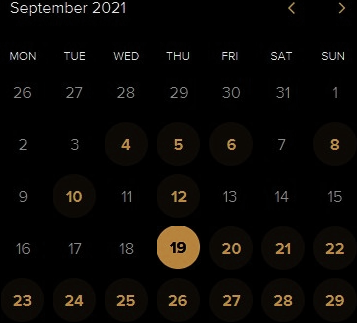 September 2021 < >
MON TUE WED THU FRI SAT SUN
26 27 28 29 30 31 1
2 3 4 5 6 7 8
9 10 11 12 13 14 15
16 17 18 19 20 21 22
23 24 25 26 27 28 29